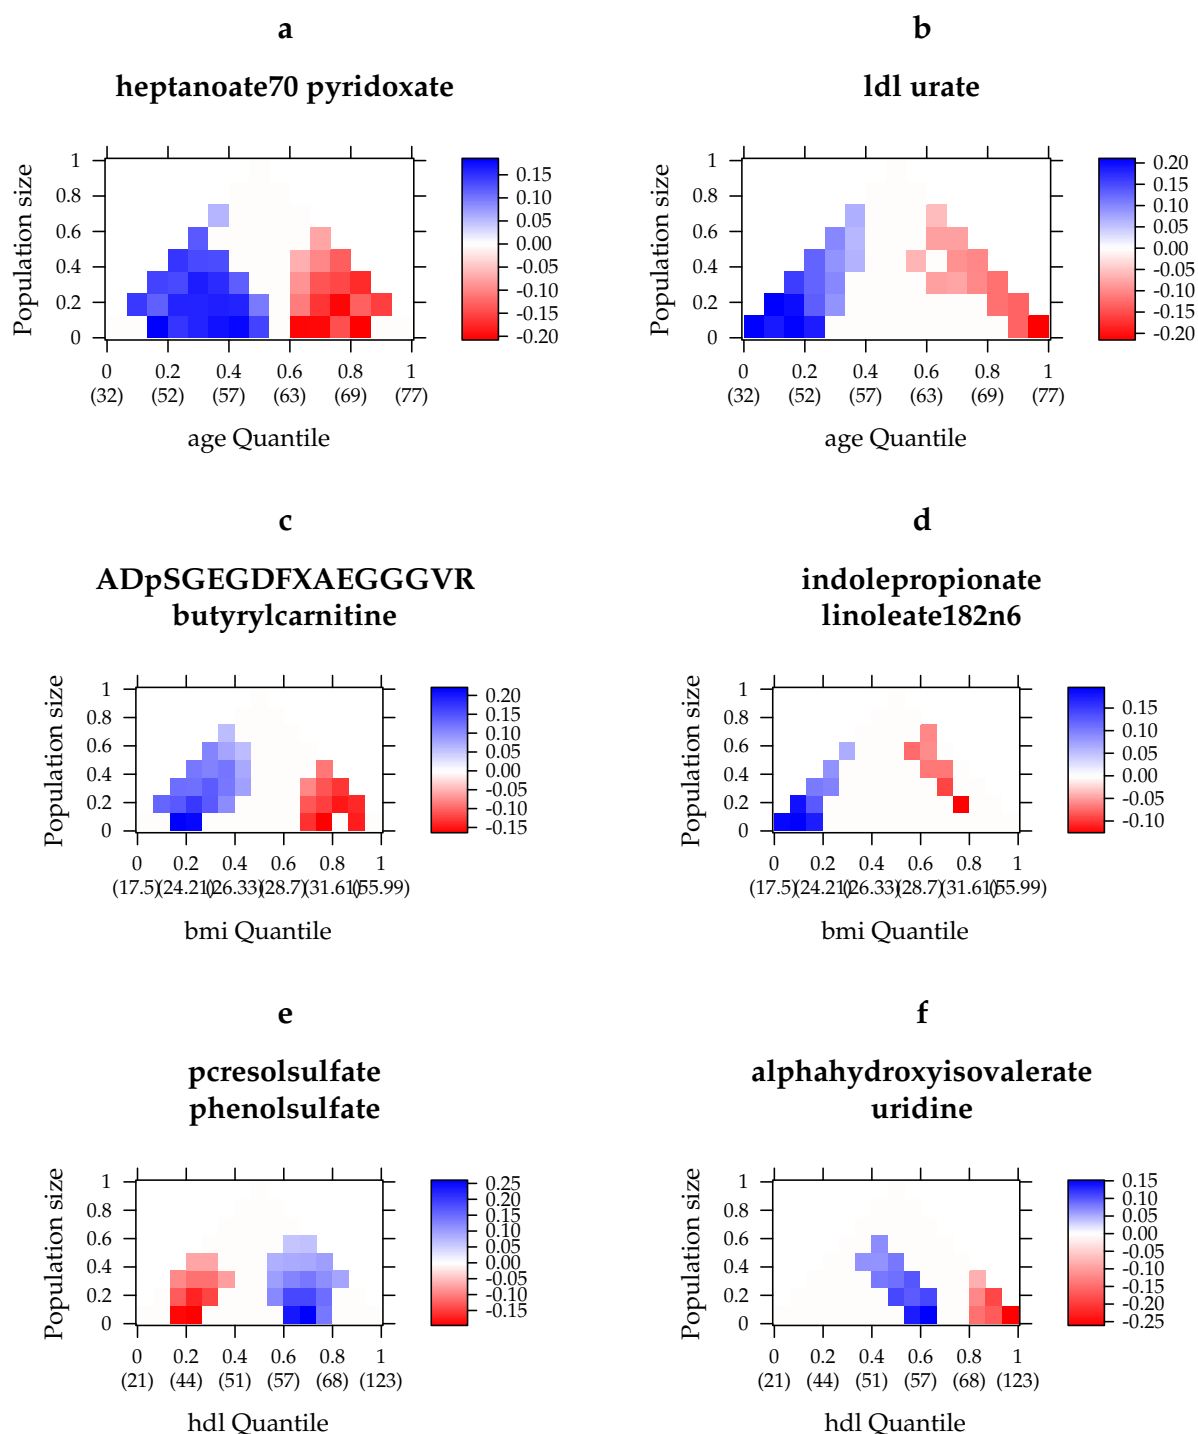 a
heptanoate70 pyridoxate
Population size
1
0.8
0.6
0.4
0.2
0
0 0.2 0.4 0.6 0.8 1
(32) (52) (57) (63) (69) (77)
age Quantile
0.15
0.10
0.05
0.00
-0.05
-0.10
-0.15
-0.20
b
ldl urate
Population size
1
0.8
0.6
0.4
0.2
0
0 0.2 0.4 0.6 0.8 1
(32) (52) (57) (63) (69) (77)
age Quantile
0.20
0.15
0.10
0.05
0.00
-0.05
-0.10
-0.15
-0.20
c
ADpSGEGDFXAEGGGVR
butyrylcarnitine
Population size
1
0.8
0.6
0.4
0.2
0
0 0.2 0.4 0.6 0.8 1
(17.5) (24.21) (26.33) (28.7) (31.61) (55.99)
bmi Quantile
0.20
0.15
0.10
0.05
0.00
-0.05
-0.10
-0.15
d
indolepropionate
linoleate182n6
Population size
1
0.8
0.6
0.4
0.2
0
0 0.2 0.4 0.6 0.8 1
(17.5) (24.21) (26.33) (28.7) (31.61) (55.99)
bmi Quantile
0.15
0.10
0.05
0.00
-0.05
-0.10
e
pcresolsulfate
phenolsulfate
Population size
1
0.8
0.6
0.4
0.2
0
0 0.2 0.4 0.6 0.8 1
(21) (44) (51) (57) (68) (123)
hdl Quantile
0.25
0.20
0.15
0.10
0.05
0.00
-0.05
-0.10
-0.15
f
alphahydroxyisovalerate
uridine
Population size
1
0.8
0.6
0.4
0.2
0
0 0.2 0.4 0.6 0.8 1
(21) (44) (51) (57) (68) (123)
hdl Quantile
0.15
0.10
0.05
0.00
-0.05
-0.10
-0.15
-0.20
-0.25